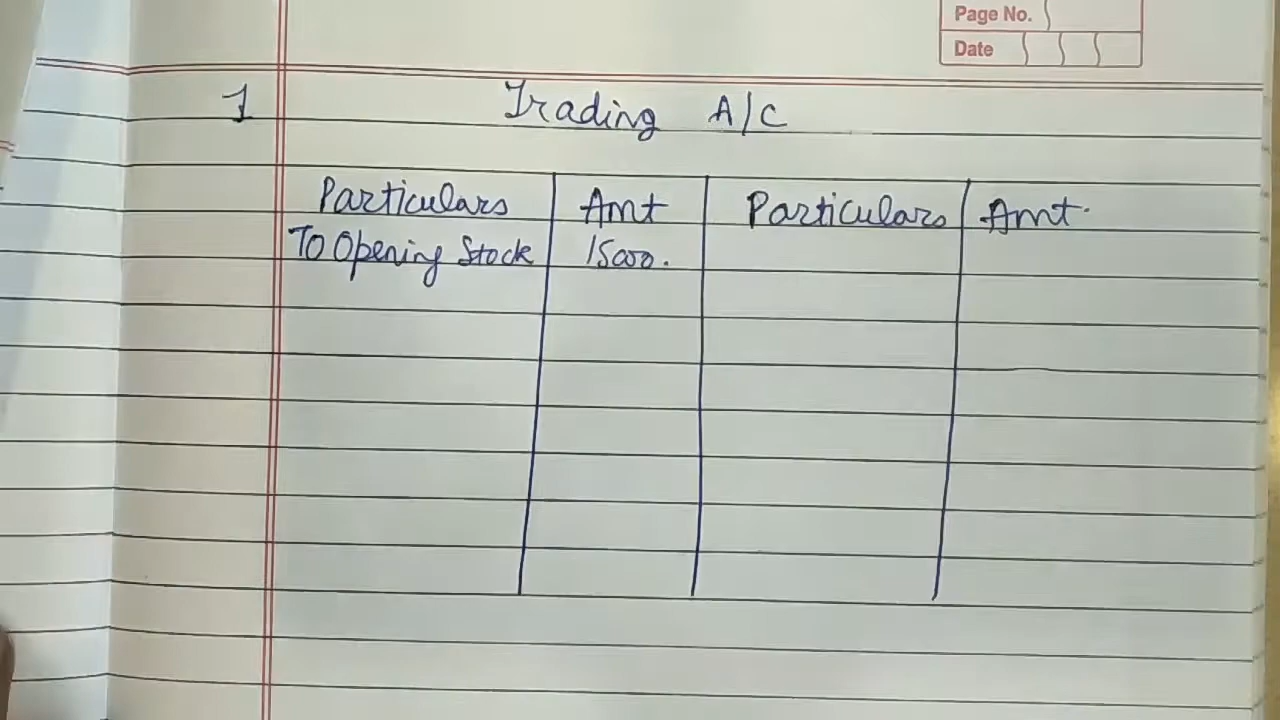 Page No.
Date
1 Trading A/C
Particulars Amt Particulars Amt.
To Opening Stock 15000.